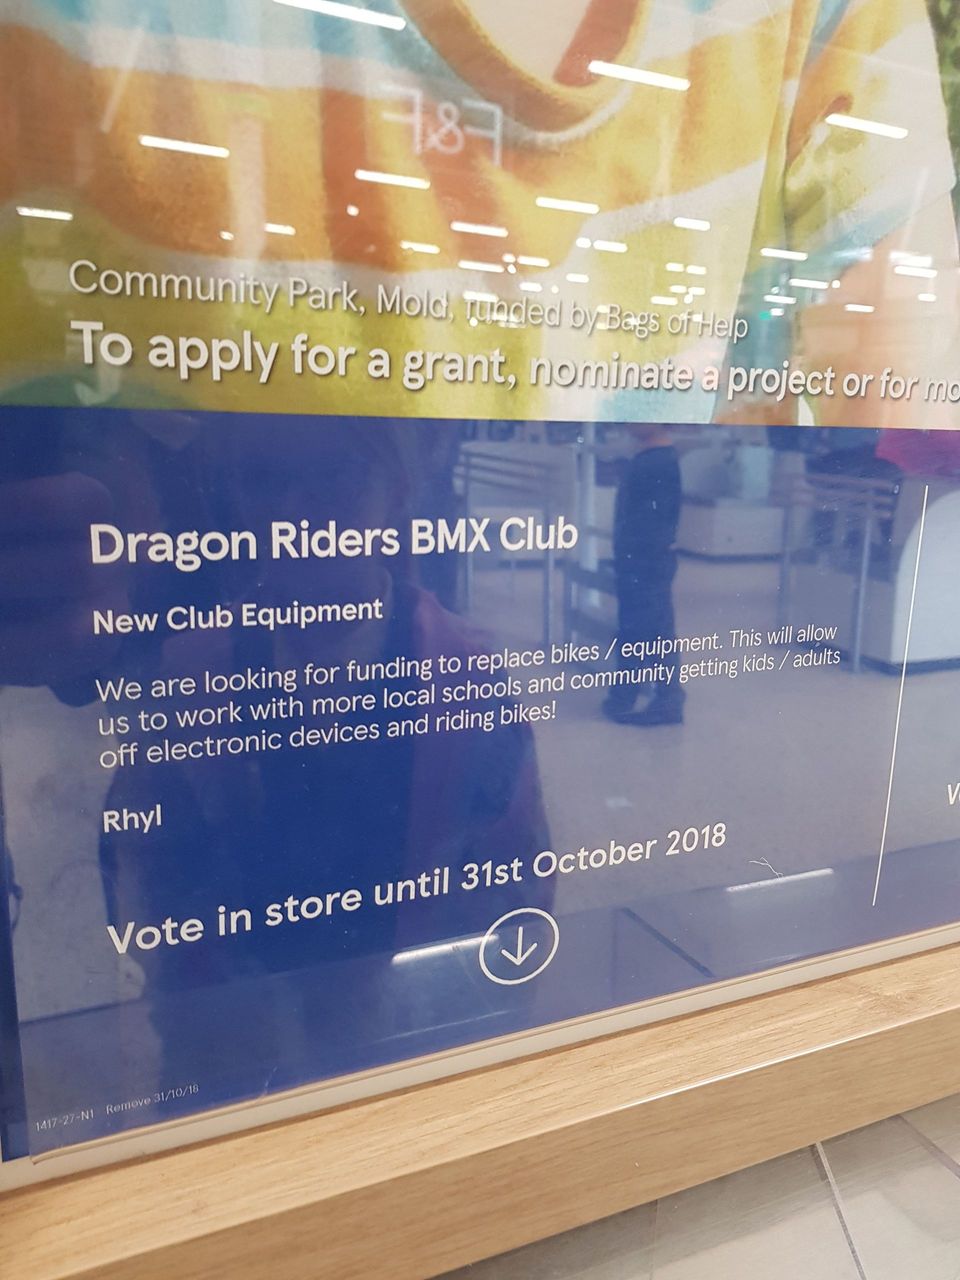 F&F
Community Park, Mold, funded by Bags of Help
To apply for a grant, nominate a project or for mo
Dragon Riders BMX Club
New Club Equipment
We are looking for funding to replace bikes / equipment. This will allow
us to work with more local schools and community getting kids / adults
off electronic devices and riding bikes!
Rhyl
Vote in store until 31st October 2018
1417-27-N1 Remove 31/10/18